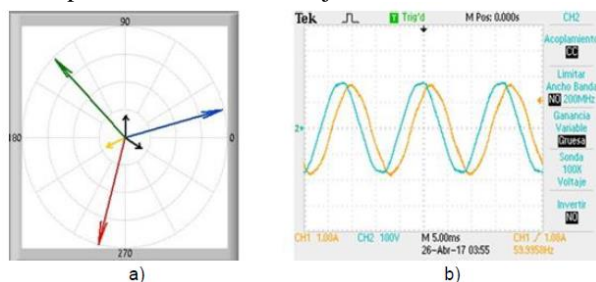 90
180
0
270
a)
Tek
T Trig'd
M Pos: 0.000s
CH2
Acoplamiento
CC
Limitar
Ancho Banda
NO 200MHz
Ganancia
Variable
Gruesa
Sonda
100X
Voltaje
Invertir
NO
2
CH1 1.00A
CH2 100V
M 5.00ms
CH1 / 1.00A
26-Abr-17 03:55
b)